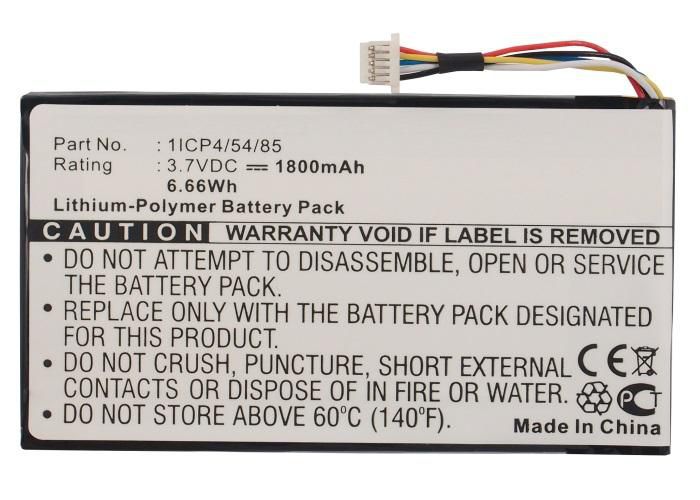 Part No. : 1ICP4/54/85
Rating : 3.7VDC ⎓ 1800mAh
6.66Wh
Lithium-Polymer Battery Pack
CAUTION WARRANTY VOID IF LABEL IS REMOVED
• DO NOT ATTEMPT TO DISASSEMBLE, OPEN OR SERVICE
THE BATTERY PACK.
• REPLACE ONLY WITH THE BATTERY PACK DESIGNATED
FOR THIS PRODUCT.
• DO NOT CRUSH, PUNCTURE, SHORT EXTERNAL
CONTACTS, OR DISPOSE OF IN FIRE OR WATER.
• DO NOT STORE ABOVE 60°C (140°F).
CE
PCT
Made In China